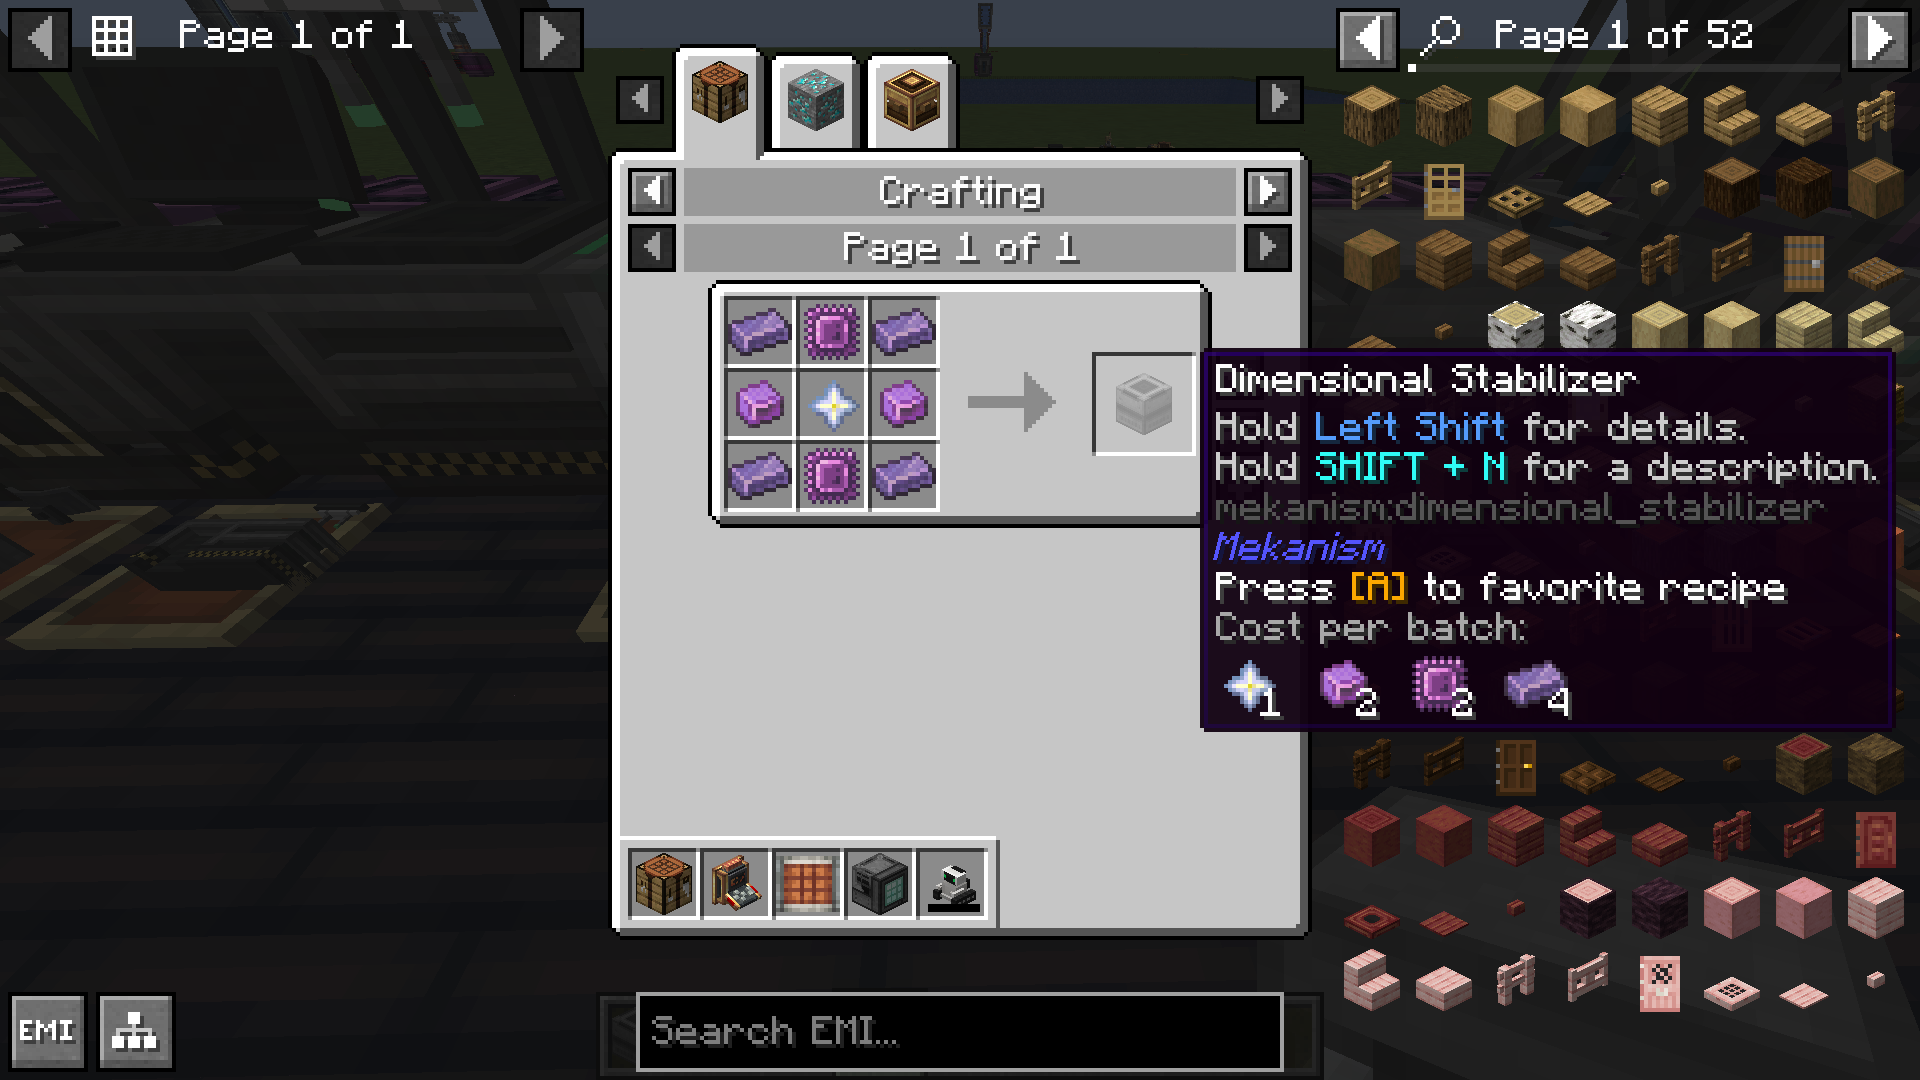 Page 1 of 1
Page 1 of 52
Crafting
Page 1 of 1
Dimensional Stabilizer
Hold Left Shift for details.
Hold SHIFT + N for a description.
mekanism:dimensional_stabilizer
Mekanism
Press [A] to favorite recipe
Cost per batch:
1 2 2 4
EMI
Search EMI...